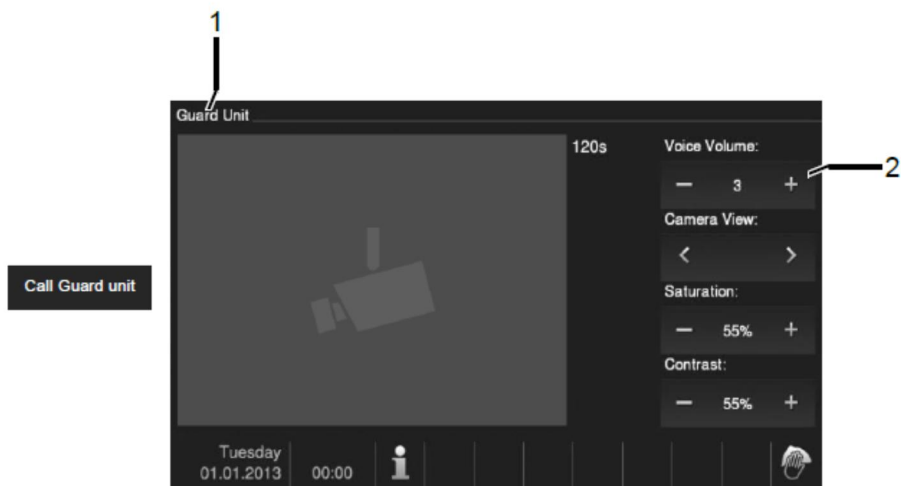 1
Guard Unit
120s
Voice Volume:
− 3 +
2
Camera View:
< >
Call Guard unit
Saturation:
− 55% +
Contrast:
− 55% +
Tuesday
01.01.2013
00:00
i